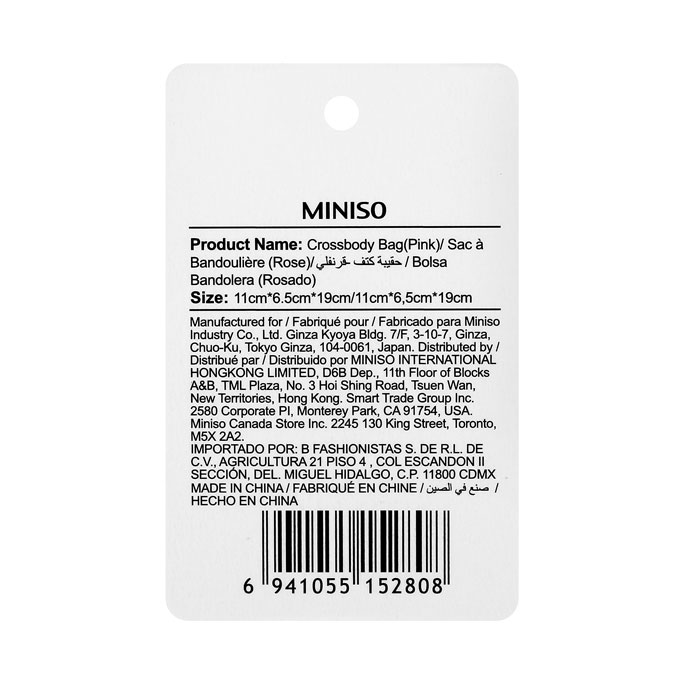 MINISO
Product Name: Crossbody Bag(Pink)/ Sac à
Bandoulière (Rose)/ حقيبة كتف -قرنفلي / Bolsa
Bandolera (Rosado)
Size: 11cm*6.5cm*19cm/11cm*6,5cm*19cm
Manufactured for / Fabriqué pour / Fabricado para Miniso
Industry Co., Ltd. Ginza Kyoya Bldg. 7/F, 3-10-7, Ginza,
Chuo-Ku, Tokyo Ginza, 104-0061, Japan. Distributed by /
Distribué par / Distribuido por MINISO INTERNATIONAL
HONGKONG LIMITED, D6B Dep., 11th Floor of Blocks
A&B, TML Plaza, No. 3 Hoi Shing Road, Tsuen Wan,
New Territories, Hong Kong. Smart Trade Group Inc.
2580 Corporate Pl, Monterey Park, CA 91754, USA.
Miniso Canada Store Inc. 2245 130 King Street, Toronto,
M5X 2A2.
IMPORTADO POR: B FASHIONISTAS S. DE R.L. DE
C.V., AGRICULTURA 21 PISO 4 , COL ESCANDON II
SECCIÓN, DEL. MIGUEL HIDALGO, C.P. 11800 CDMX
MADE IN CHINA / FABRIQUÉ EN CHINE / صنع في الصين /
HECHO EN CHINA
6 941055 152808